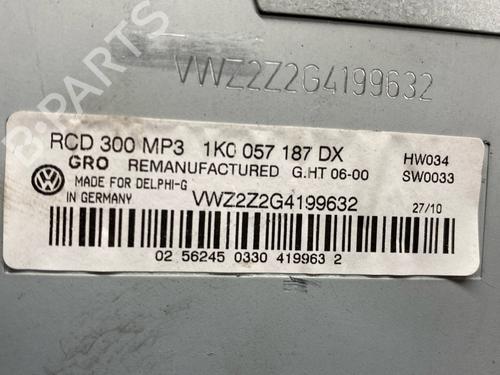 VWZ2Z2G4199632
RCD 300 MP3 1K0 057 187 DX HW034
GRO REMANUFACTURED G.HT 06-00 SW0033
MADE FOR DELPHI-G VWZ2Z2G4199632 27/10
IN GERMANY
02 56245 0330 419963 2
B-PARTS